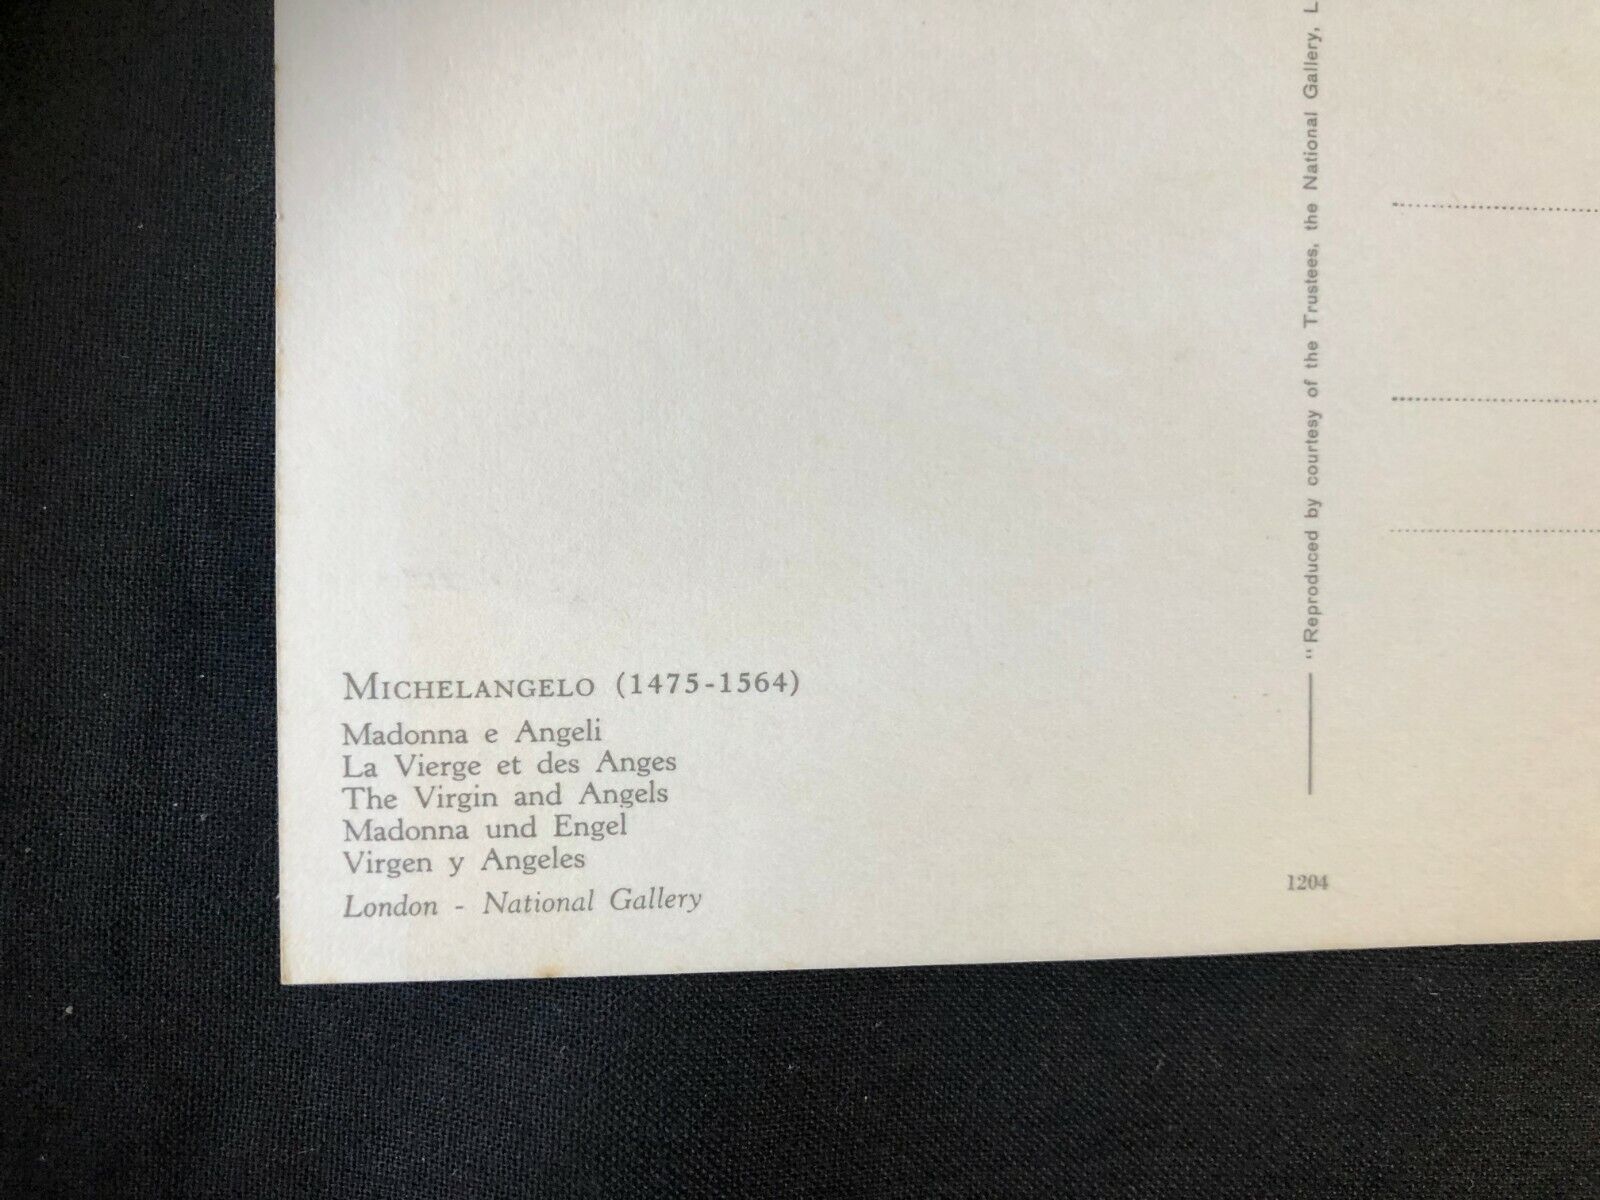 MICHELANGELO (1475-1564)
Madonna e Angeli
La Vierge et des Anges
The Virgin and Angels
Madonna und Engel
Virgen y Angeles
London - National Gallery
"Reproduced by courtesy of the Trustees, the National Gallery, L
1204